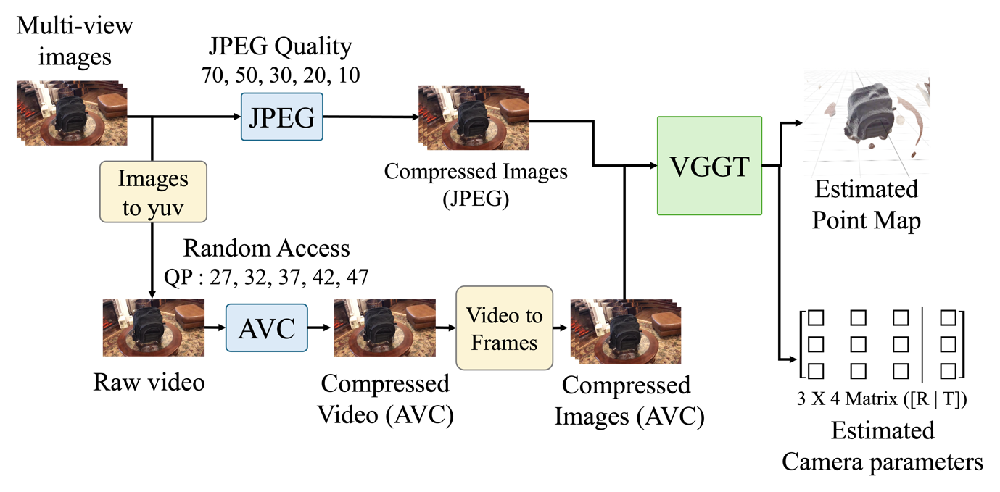 Multi-view
images
JPEG Quality
70, 50, 30, 20, 10
JPEG
Compressed Images
(JPEG)
VGGT
Estimated
Point Map
Images
to yuv
Random Access
QP : 27, 32, 37, 42, 47
Raw video
AVC
Compressed
Video (AVC)
Video to
Frames
Compressed
Images (AVC)
3 X 4 Matrix ([R | T])
Estimated
Camera parameters